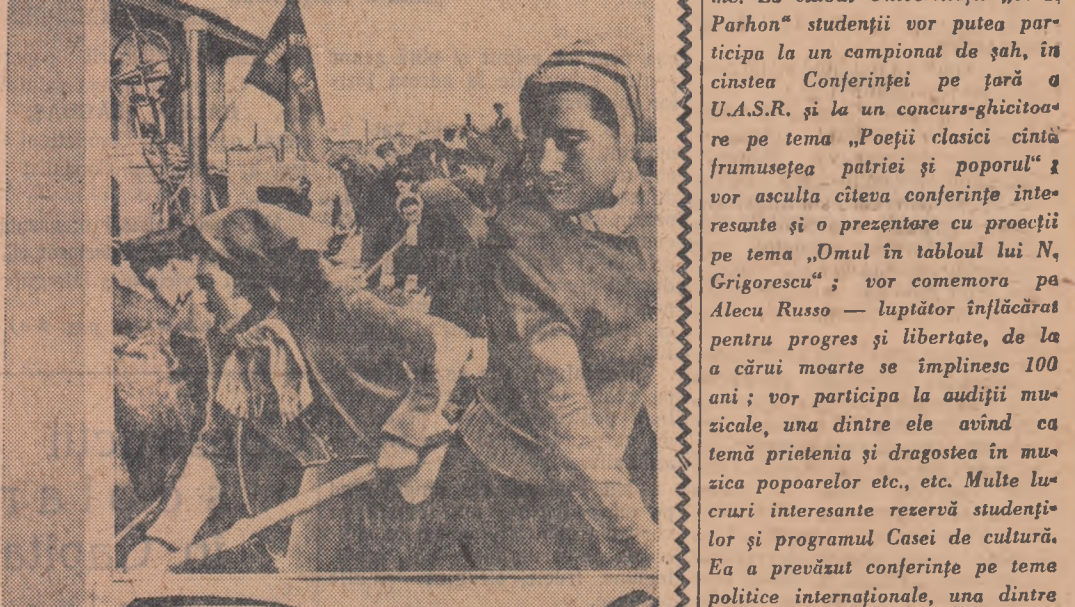 Parhon“ studenții vor putea par-
ticipa la un campionat de șah, în
cinstea Conferinței pe țară a
U.A.S.R. și la un concurs-ghicitoa-
re pe tema „Poeții clasici cîntă
frumusețea patriei și poporul“ ;
vor asculta cîteva conferințe inte-
resante și o prezentare cu proecții
pe tema „Omul în tabloul lui N.
Grigorescu“ ; vor comemora pe
Alecu Russo — luptător înflăcărat
pentru progres și libertate, de la
a cărui moarte se împlinesc 100
ani ; vor participa la audiții mu-
zicale, una dintre ele avînd ca
temă prietenia și dragostea în mu-
zica popoarelor etc., etc. Multe lu-
cruri interesante rezervă studenți-
lor și programul Casei de cultură.
Ea a prevăzut conferințe pe teme
politice internaționale, una dintre